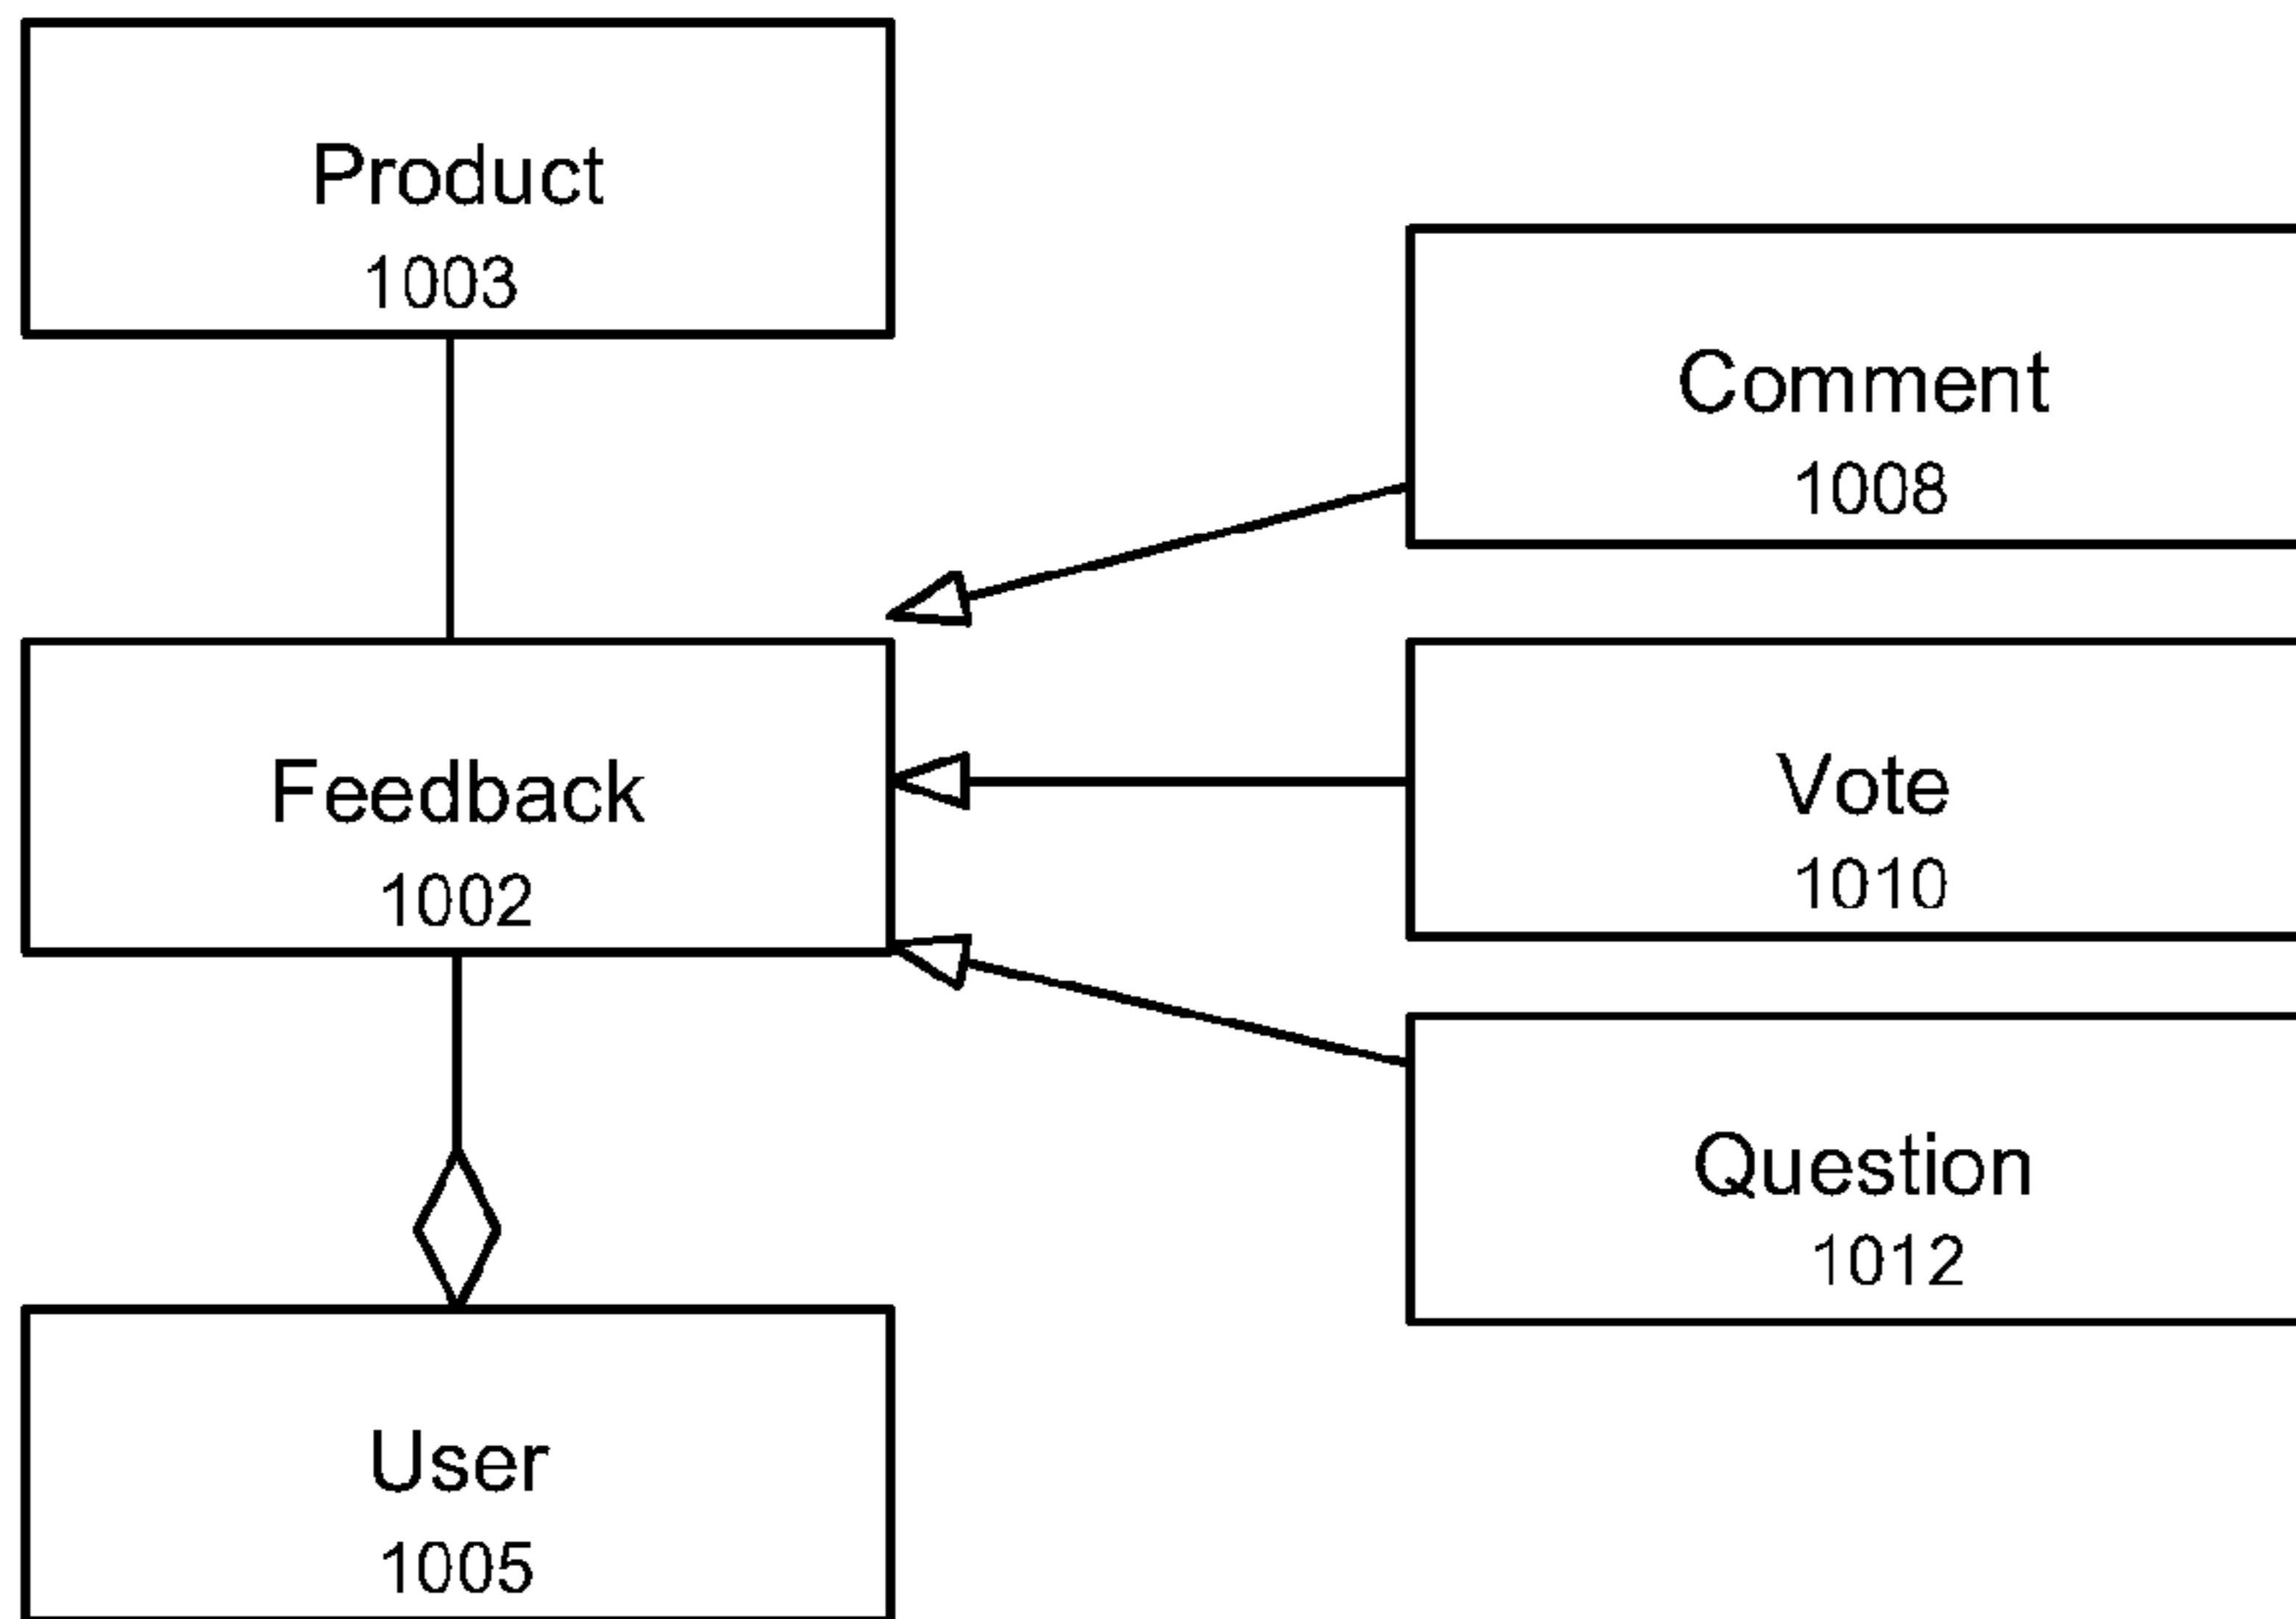 Product
1003
Comment
1008
Feedback
1002
Vote
1010
Question
1012
User
1005